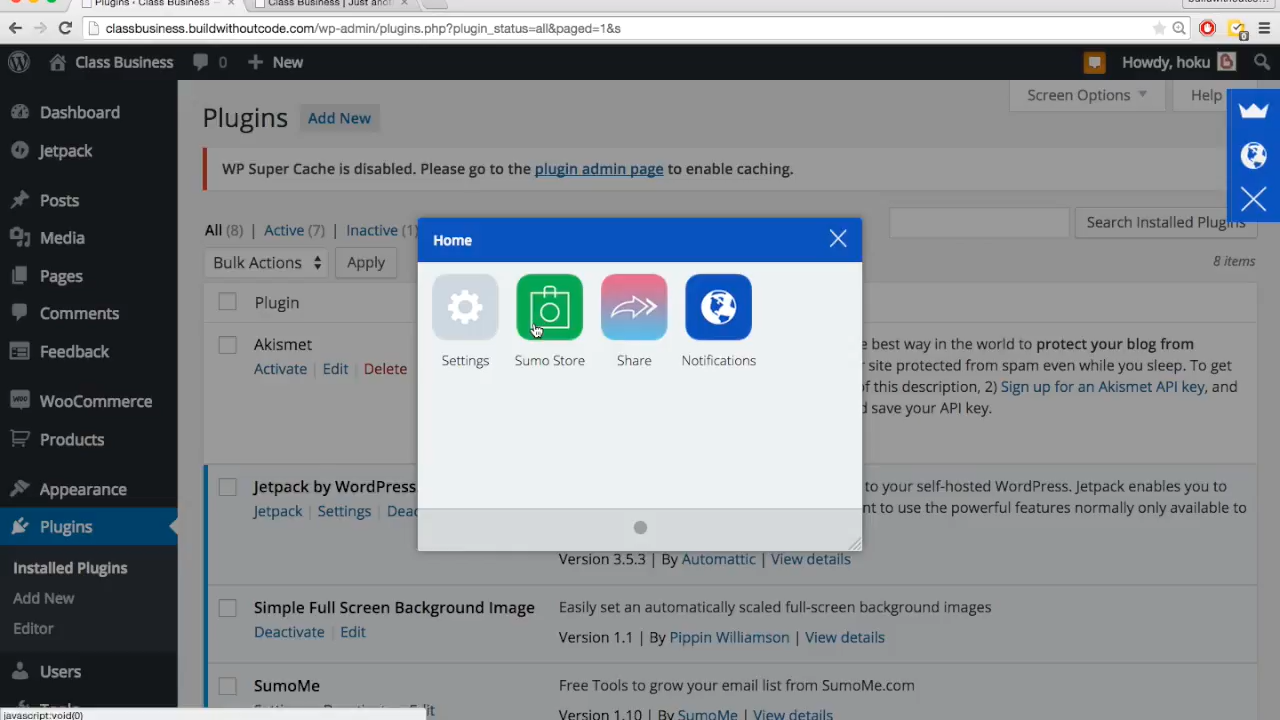 Plugins ‹ Class Business
Class Business | Just anot
classbusiness.buildwithoutcode.com/wp-admin/plugins.php?plugin_status=all&paged=1&s
Class Business 0 New Howdy, hoku
Dashboard
Jetpack
Posts
Media
Pages
Comments
Feedback
WooCommerce
Products
Appearance
Plugins
Installed Plugins
Add New
Editor
Users
Tools
Screen Options Help
Plugins Add New
WP Super Cache is disabled. Please go to the plugin admin page to enable caching.
All (8) | Active (7) | Inactive (1)
Search Installed Plugins
Bulk Actions Apply
8 items
Plugin
Akismet
Activate | Edit | Delete
e best way in the world to protect your blog from
r site protected from spam even while you sleep. To get
of this description, 2) Sign up for an Akismet API key, and
d save your API key.
Home
Settings Sumo Store Share Notifications
Jetpack by WordPress
Jetpack | Settings | Deac
to your self-hosted WordPress. Jetpack enables you to
nt to use the powerful features normally only available to
Version 3.5.3 | By Automattic | View details
Simple Full Screen Background Image
Deactivate | Edit
Easily set an automatically scaled full-screen background images
Version 1.1 | By Pippin Williamson | View details
SumoMe
Free Tools to grow your email list from SumoMe.com
Version 1.10 | By SumoMe | View details
javascript:void(0)